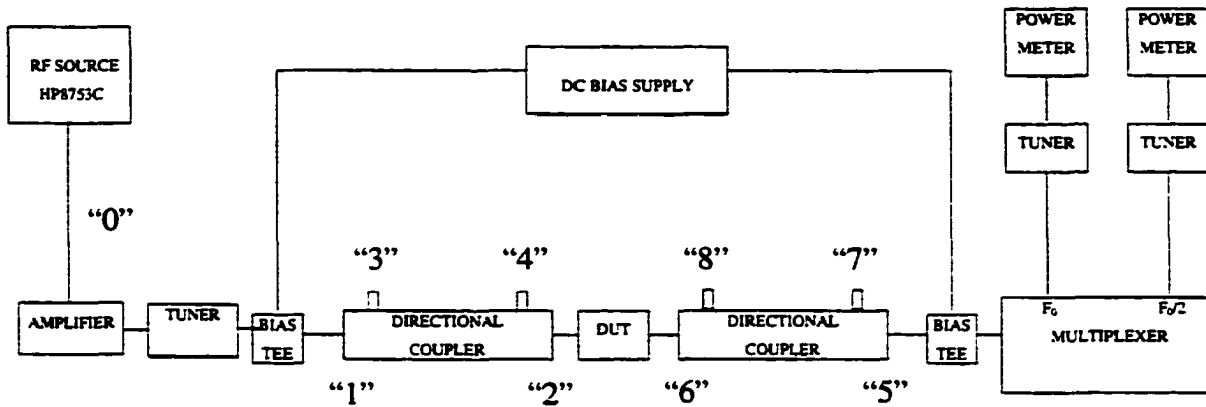 POWER
METER
POWER
METER
RF SOURCE
HP8753C
DC BIAS SUPPLY
TUNER
TUNER
“0”
“3”
“4”
“8”
“7”
AMPLIFIER
TUNER
BIAS
TEE
DIRECTIONAL
COUPLER
DUT
DIRECTIONAL
COUPLER
BIAS
TEE
F₀
F₀/2
MULTIPLEXER
“1”
“2”
“6”
“5”